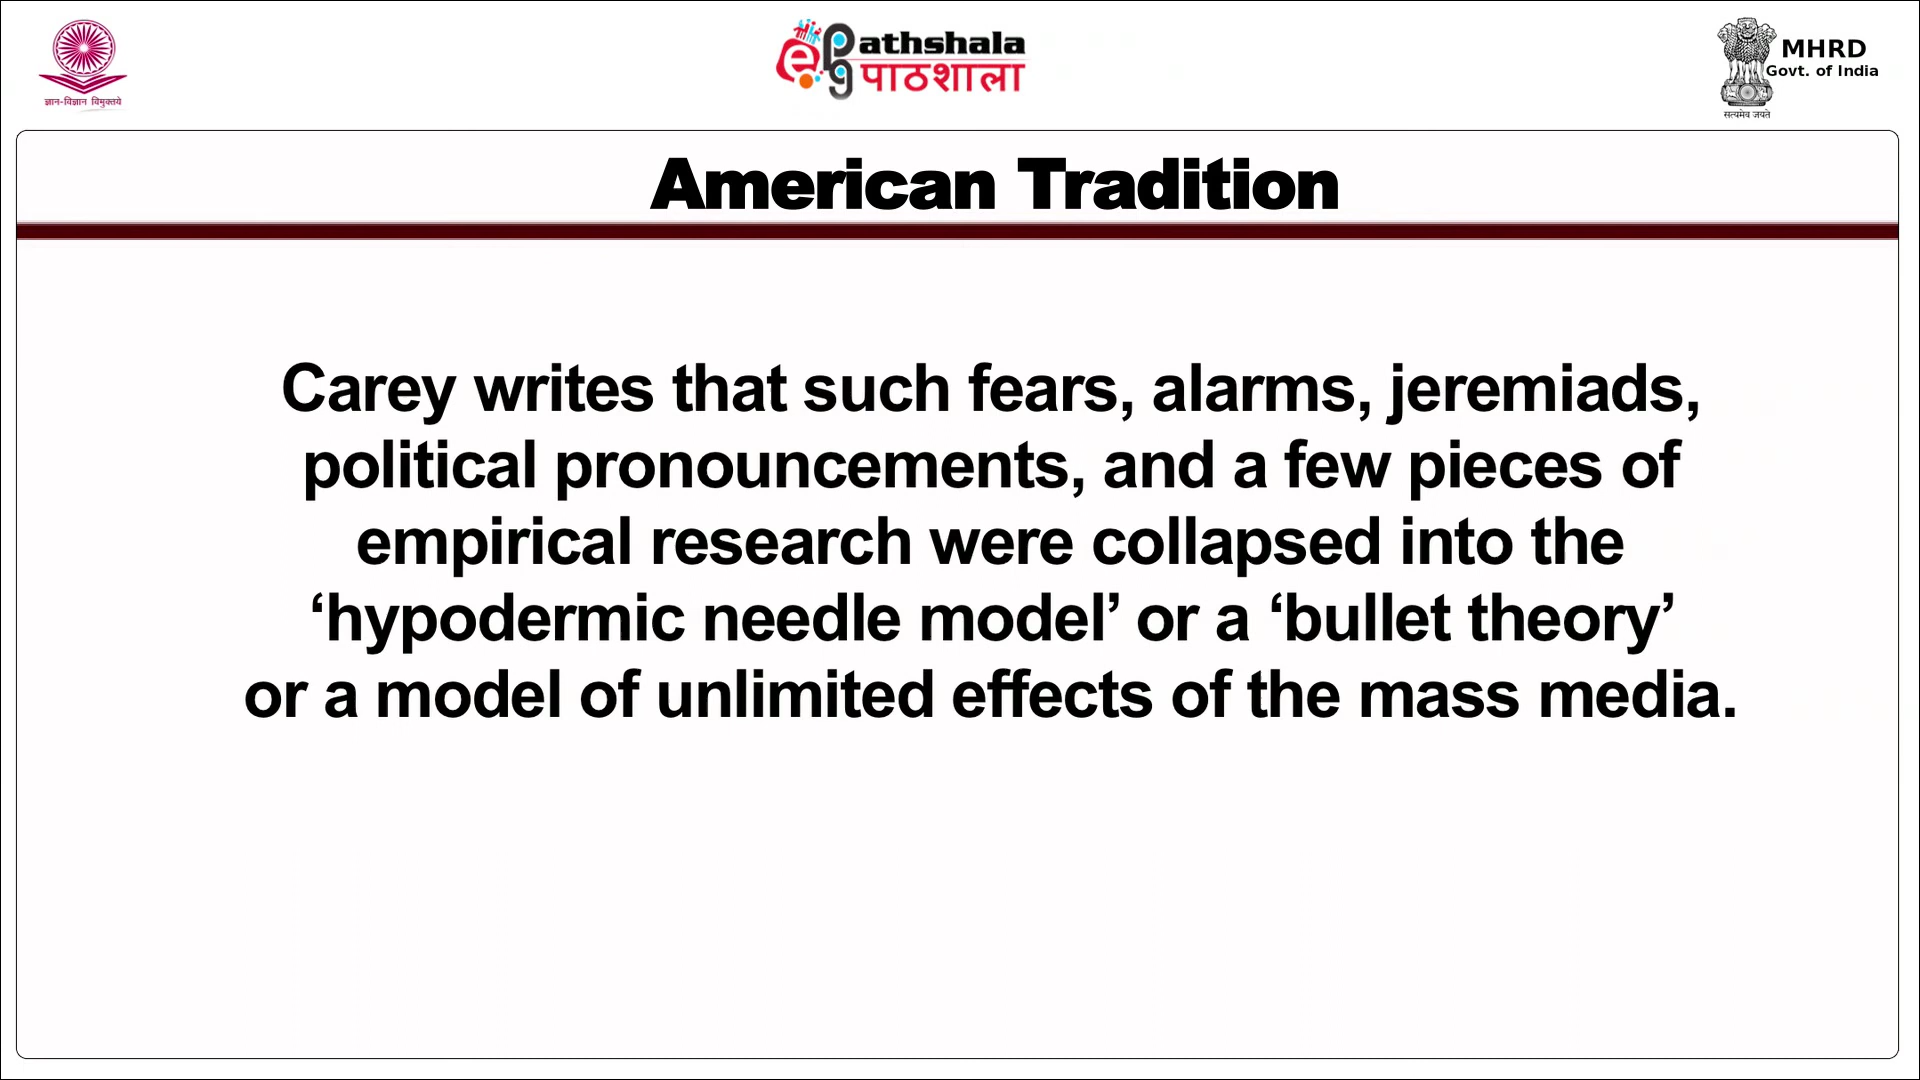 ज्ञान-विज्ञान विमुक्तये
ePG athshala
पाठशाला
MHRD
Govt. of India
सत्यमेव जयते
American Tradition
Carey writes that such fears, alarms, jeremiads,
political pronouncements, and a few pieces of
empirical research were collapsed into the
‘hypodermic needle model’ or a ‘bullet theory’
or a model of unlimited effects of the mass media.